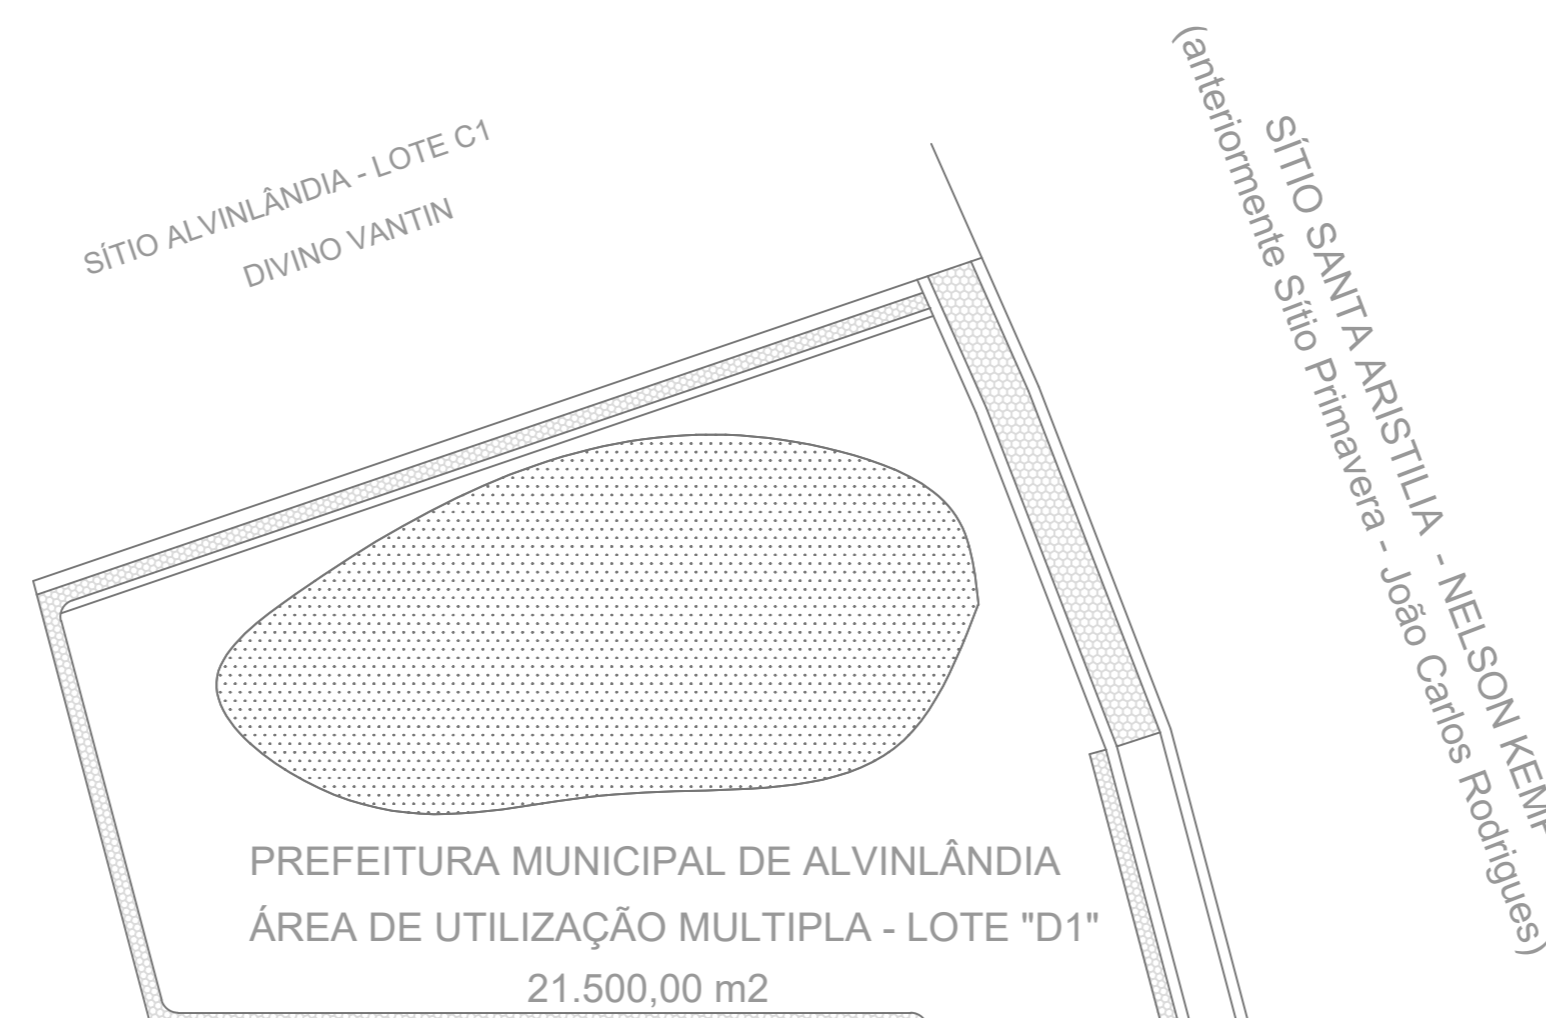 SÍTIO ALVINLÂNDIA - LOTE C1
DIVINO VANTIN
SÍTIO SANTA ARISTILIA - NELSON
(anteriormente Sítio Primavera - João Carlos Rodrigues)
PREFEITURA MUNICIPAL DE ALVINLÂNDIA
ÁREA DE UTILIZAÇÃO MULTIPLA - LOTE "D1"
21.500,00 m2